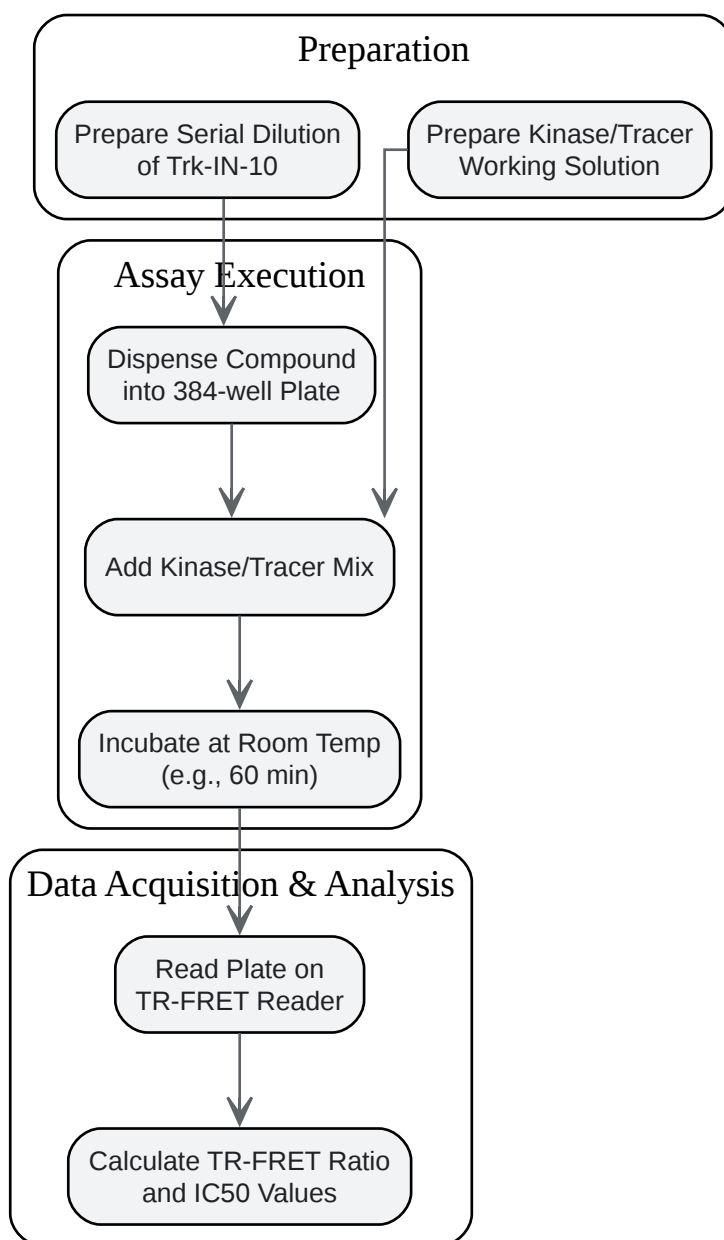 Preparation
Prepare Serial Dilution
of Trk-IN-10
Prepare Kinase/Tracer
Working Solution
Assay Execution
Dispense Compound
into 384-well Plate
Add Kinase/Tracer Mix
Incubate at Room Temp
(e.g., 60 min)
Data Acquisition & Analysis
Read Plate on
TR-FRET Reader
Calculate TR-FRET Ratio
and IC50 Values